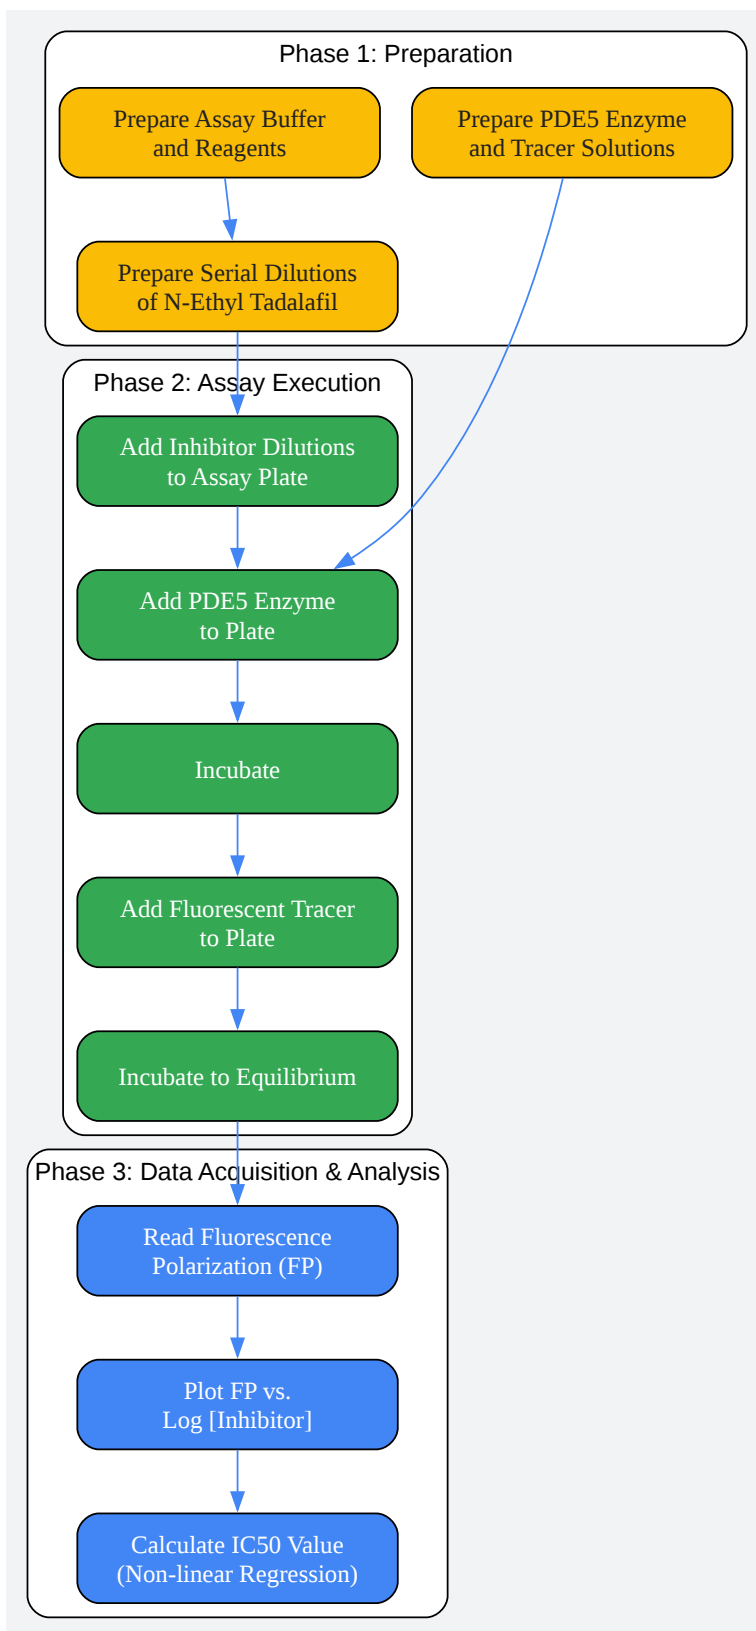 Phase 1: Preparation
Prepare Assay Buffer
and Reagents
Prepare PDE5 Enzyme
and Tracer Solutions
Prepare Serial Dilutions
of N-Ethyl Tadalafil
Phase 2: Assay Execution
Add Inhibitor Dilutions
to Assay Plate
Add PDE5 Enzyme
to Plate
Incubate
Add Fluorescent Tracer
to Plate
Incubate to Equilibrium
Phase 3: Data Acquisition & Analysis
Read Fluorescence
Polarization (FP)
Plot FP vs.
Log [Inhibitor]
Calculate IC50 Value
(Non-linear Regression)